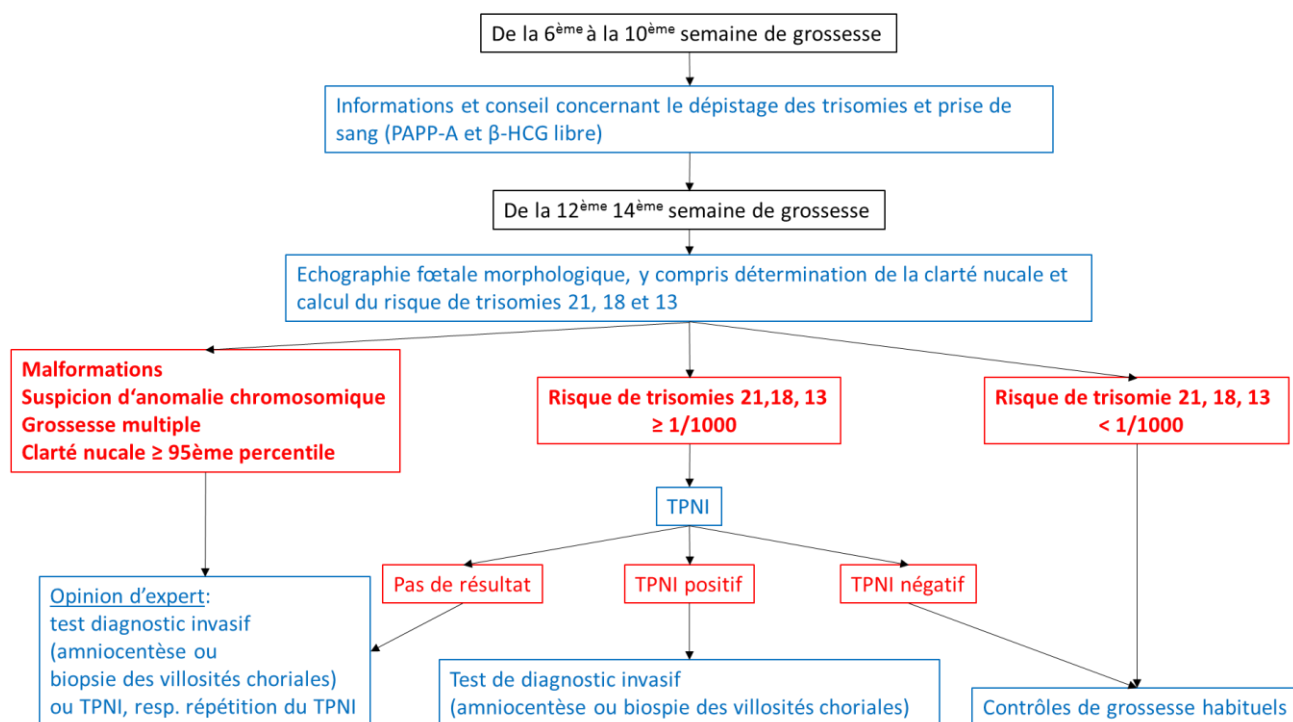 De la 6ème à la 10ème semaine de grossesse
Informations et conseil concernant le dépistage des trisomies et prise de
sang (PAPP-A et β-HCG libre)
De la 12ème 14ème semaine de grossesse
Echographie fœtale morphologique, y compris détermination de la clarté nucale et
calcul du risque de trisomies 21, 18 et 13
Malformations
Suspicion d‘anomalie chromosomique
Grossesse multiple
Clarté nucale ≥ 95ème percentile
Risque de trisomies 21,18, 13
≥ 1/1000
Risque de trisomie 21, 18, 13
< 1/1000
TPNI
Pas de résultat
TPNI positif
TPNI négatif
Opinion d’expert:
test diagnostic invasif
(amniocentèse ou
biopsie des villosités choriales)
ou TPNI, resp. répétition du TPNI
Test de diagnostic invasif
(amniocentèse ou biospie des villosités choriales)
Contrôles de grossesse habituels